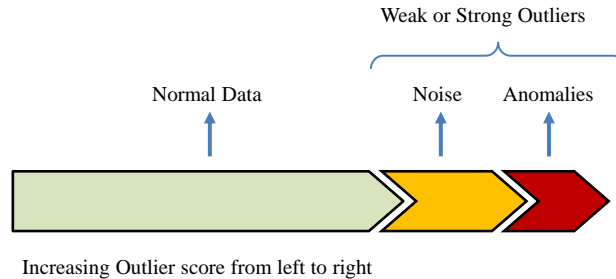 Weak or Strong Outliers
Normal Data
Noise
Anomalies
Increasing Outlier score from left to right